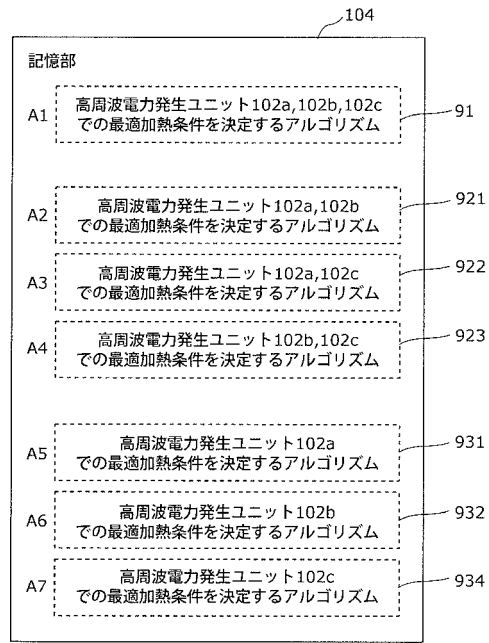 104
記憶部
A1
高周波電力発生ユニット102a,102b,102c
での最適加熱条件を決定するアルゴリズム
91
A2
高周波電力発生ユニット102a,102b
での最適加熱条件を決定するアルゴリズム
921
A3
高周波電力発生ユニット102a,102c
での最適加熱条件を決定するアルゴリズム
922
A4
高周波電力発生ユニット102b,102c
での最適加熱条件を決定するアルゴリズム
923
A5
高周波電力発生ユニット102a
での最適加熱条件を決定するアルゴリズム
931
A6
高周波電力発生ユニット102b
での最適加熱条件を決定するアルゴリズム
932
A7
高周波電力発生ユニット102c
での最適加熱条件を決定するアルゴリズム
934